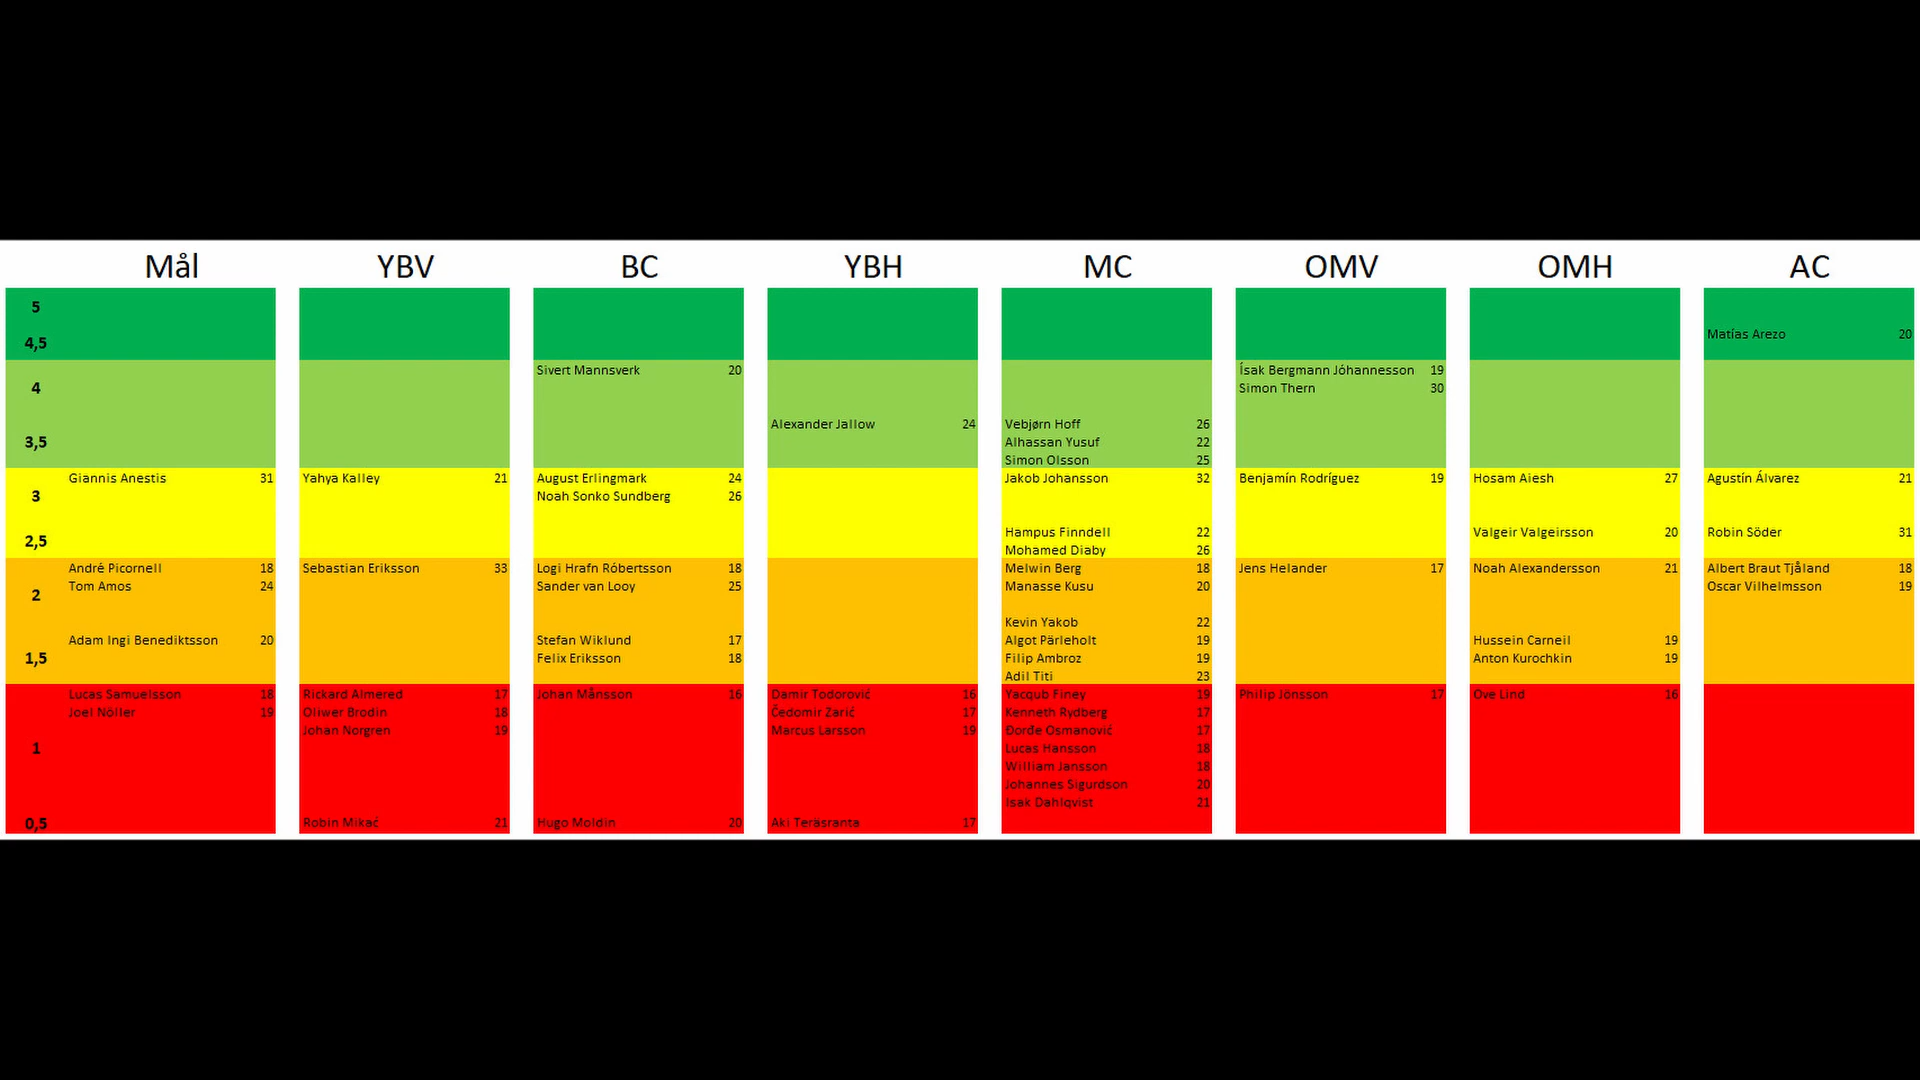 Mål YBV BC YBH MC OMV OMH AC
5
4,5 Matías Arezo 20
Sivert Mannsverk 20 Ísak Bergmann Jóhannesson 19
4 Simon Thern 30
Alexander Jallow 24 Vebjørn Hoff 26
3,5 Alhassan Yusuf 22
Simon Olsson 25
Giannis Anestis 31 Yahya Kalley 21 August Erlingmark 24 Jakob Johansson 32 Benjamín Rodríguez 19 Hosam Aiesh 27 Agustín Álvarez 21
3 Noah Sonko Sundberg 26
2,5 Hampus Finndell 22 Valgeir Valgeirsson 20 Robin Söder 31
Mohamed Diaby 26
André Picornell 18 Sebastian Eriksson 33 Logi Hrafn Róbertsson 18 Melwin Berg 18 Jens Helander 17 Noah Alexandersson 21 Albert Braut Tjåland 18
2 Tom Amos 24 Sander van Looy 25 Manasse Kusu 20 Oscar Vilhelmsson 19
Kevin Yakob 22
Adam Ingi Benediktsson 20 Stefan Wiklund 17 Algot Pärleholt 19 Hussein Carneil 19
1,5 Felix Eriksson 18 Filip Ambroz 19 Anton Kurochkin 19
Adil Titi 23
Lucas Samuelsson 18 Rickard Almered 17 Johan Månsson 16 Damir Todorović 16 Yacqub Finey 19 Philip Jönsson 17 Ove Lind 16
Joel Nöller 19 Oliwer Brodin 18 Čedomir Zarić 17 Kenneth Rydberg 17
Johan Norgren 19 Marcus Larsson 19 Đorđe Osmanović 17
1 Lucas Hansson 18
William Jansson 18
Johannes Sigurdson 20
Isak Dahlqvist 21
0,5 Robin Mikać 21 Hugo Moldin 20 Aki Teräsranta 17